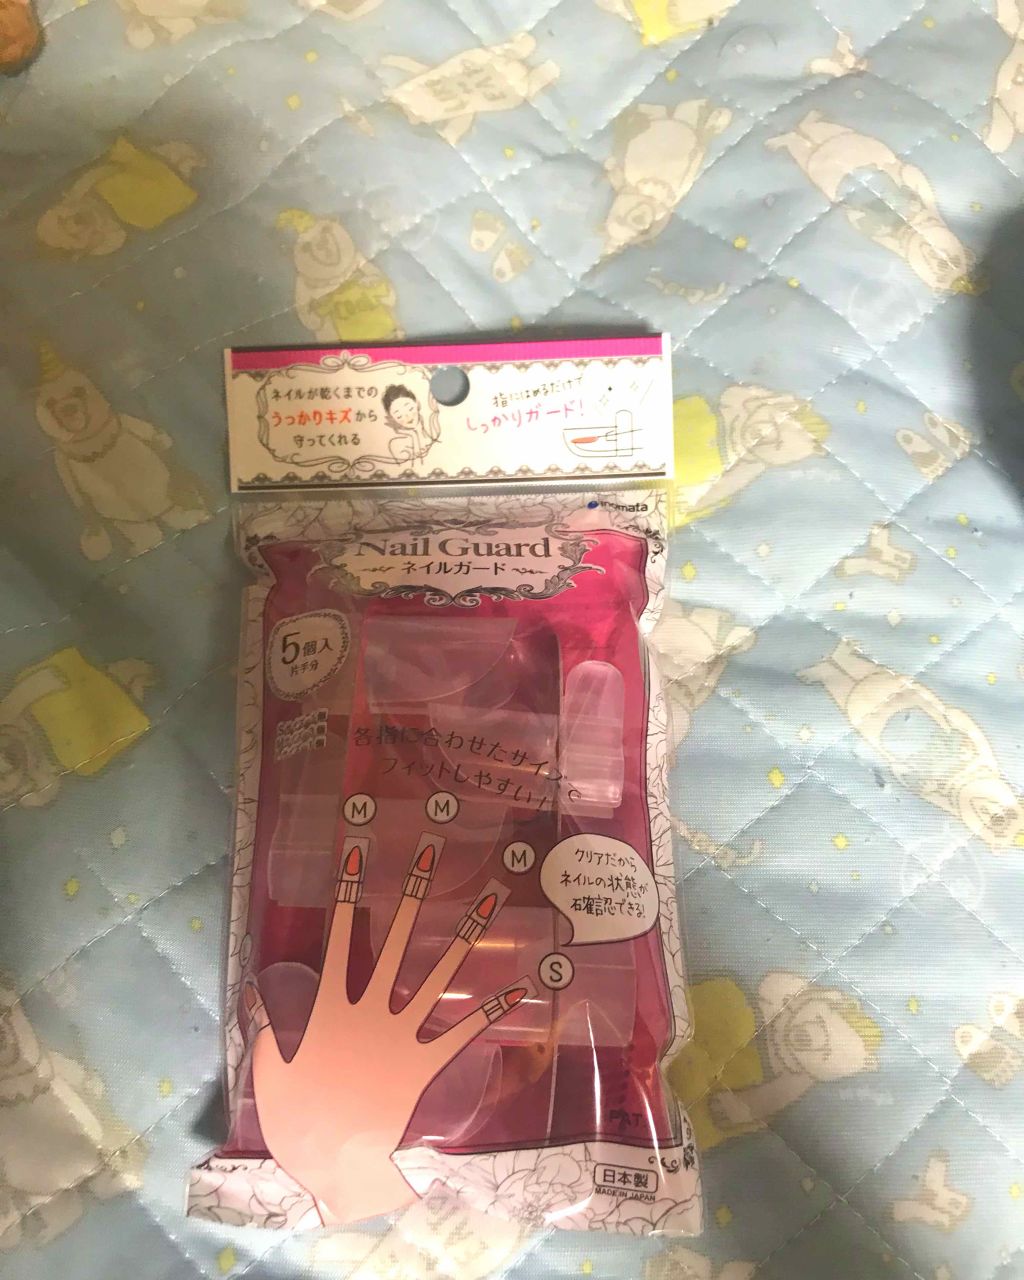 ネイルが乾くまでの
うっかりキズから
守ってくれる
指にはめるだけで
しっかりガード!
inomata
Nail Guard
ネイルガード
5個入
片手分
各指に合わせたサイズで
フィットしやすい!
M
M
M
S
クリアだから
ネイルの状態が
確認できる!
PAT.
日本製
MADE IN JAPAN